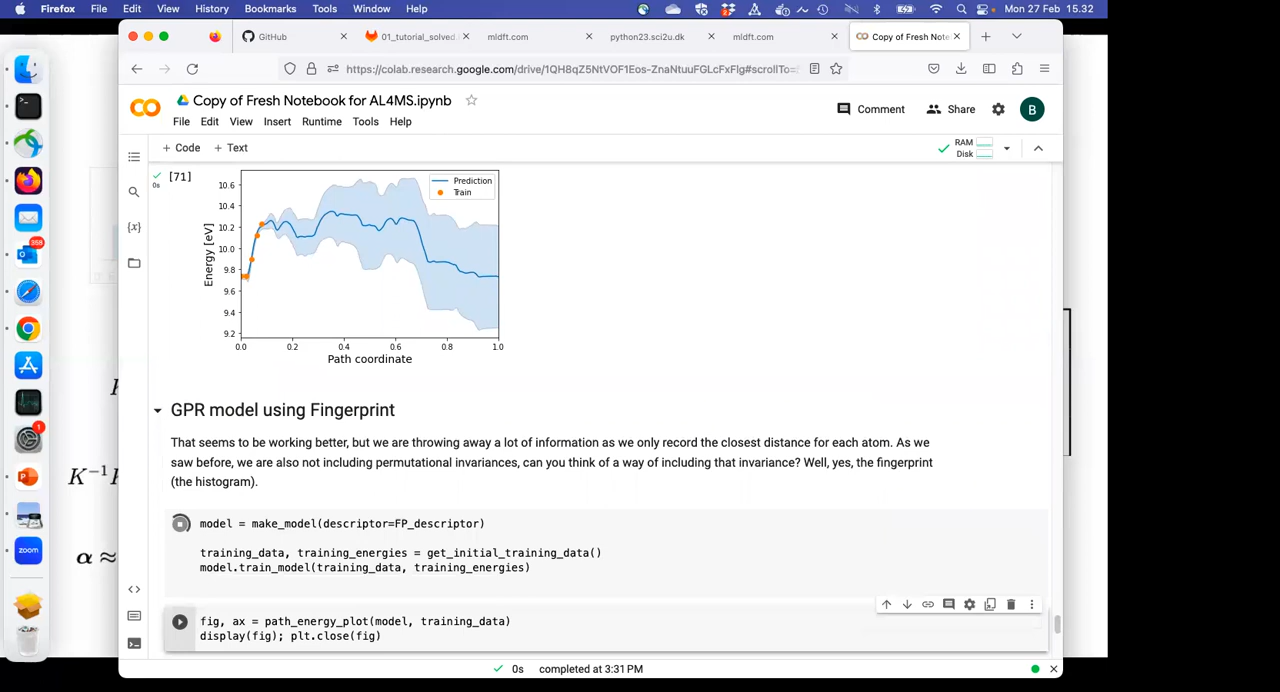 Firefox File Edit View History Bookmarks Tools Window Help Mon 27 Feb 15.32
GitHub
01_tutorial_solved.
mldft.com
python23.sci2u.dk
mldft.com
Copy of Fresh Note
https://colab.research.google.com/drive/1QH8qZ5NtVOF1Eos-ZnaNtuuFGLcFxFlg#scrollTo=
Copy of Fresh Notebook for AL4MS.ipynb
Comment
Share
B
File Edit View Insert Runtime Tools Help
+ Code + Text
RAM
Disk
[71]
0s
Prediction
Train
10.6
10.4
10.2
10.0
9.8
9.6
9.4
9.2
Energy [eV]
0.0 0.2 0.4 0.6 0.8 1.0
Path coordinate
GPR model using Fingerprint
That seems to be working better, but we are throwing away a lot of information as we only record the closest distance for each atom. As we
saw before, we are also not including permutational invariances, can you think of a way of including that invariance? Well, yes, the fingerprint
(the histogram).
model = make_model(descriptor=FP_descriptor)
training_data, training_energies = get_initial_training_data()
model.train_model(training_data, training_energies)
fig, ax = path_energy_plot(model, training_data)
display(fig); plt.close(fig)
0s completed at 3:31 PM
{x}
358
1
zoom
K⁻¹
α ≈